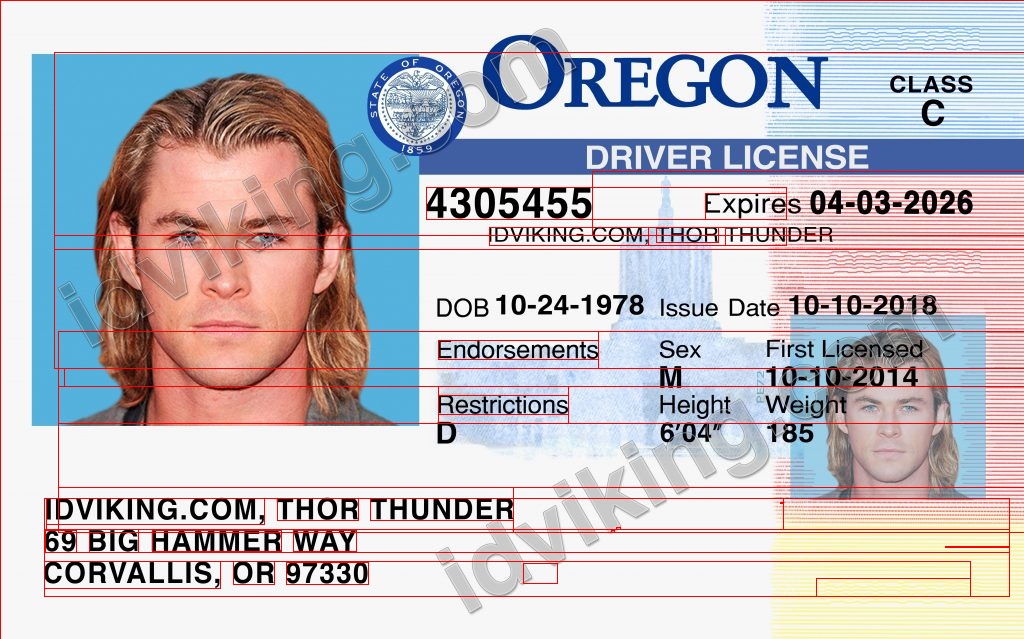 STATE OF OREGON
1859
OREGON
CLASS
C
DRIVER LICENSE
4305455
Expires 04-03-2026
IDVIKING.COM, THOR THUNDER
DOB 10-24-1978 Issue Date 10-10-2018
Endorsements Sex First Licensed
M 10-10-2014
Restrictions Height Weight
D 6'04" 185
IDVIKING.COM, THOR THUNDER
69 BIG HAMMER WAY
CORVALLIS, OR 97330
idviking.com
idviking.com